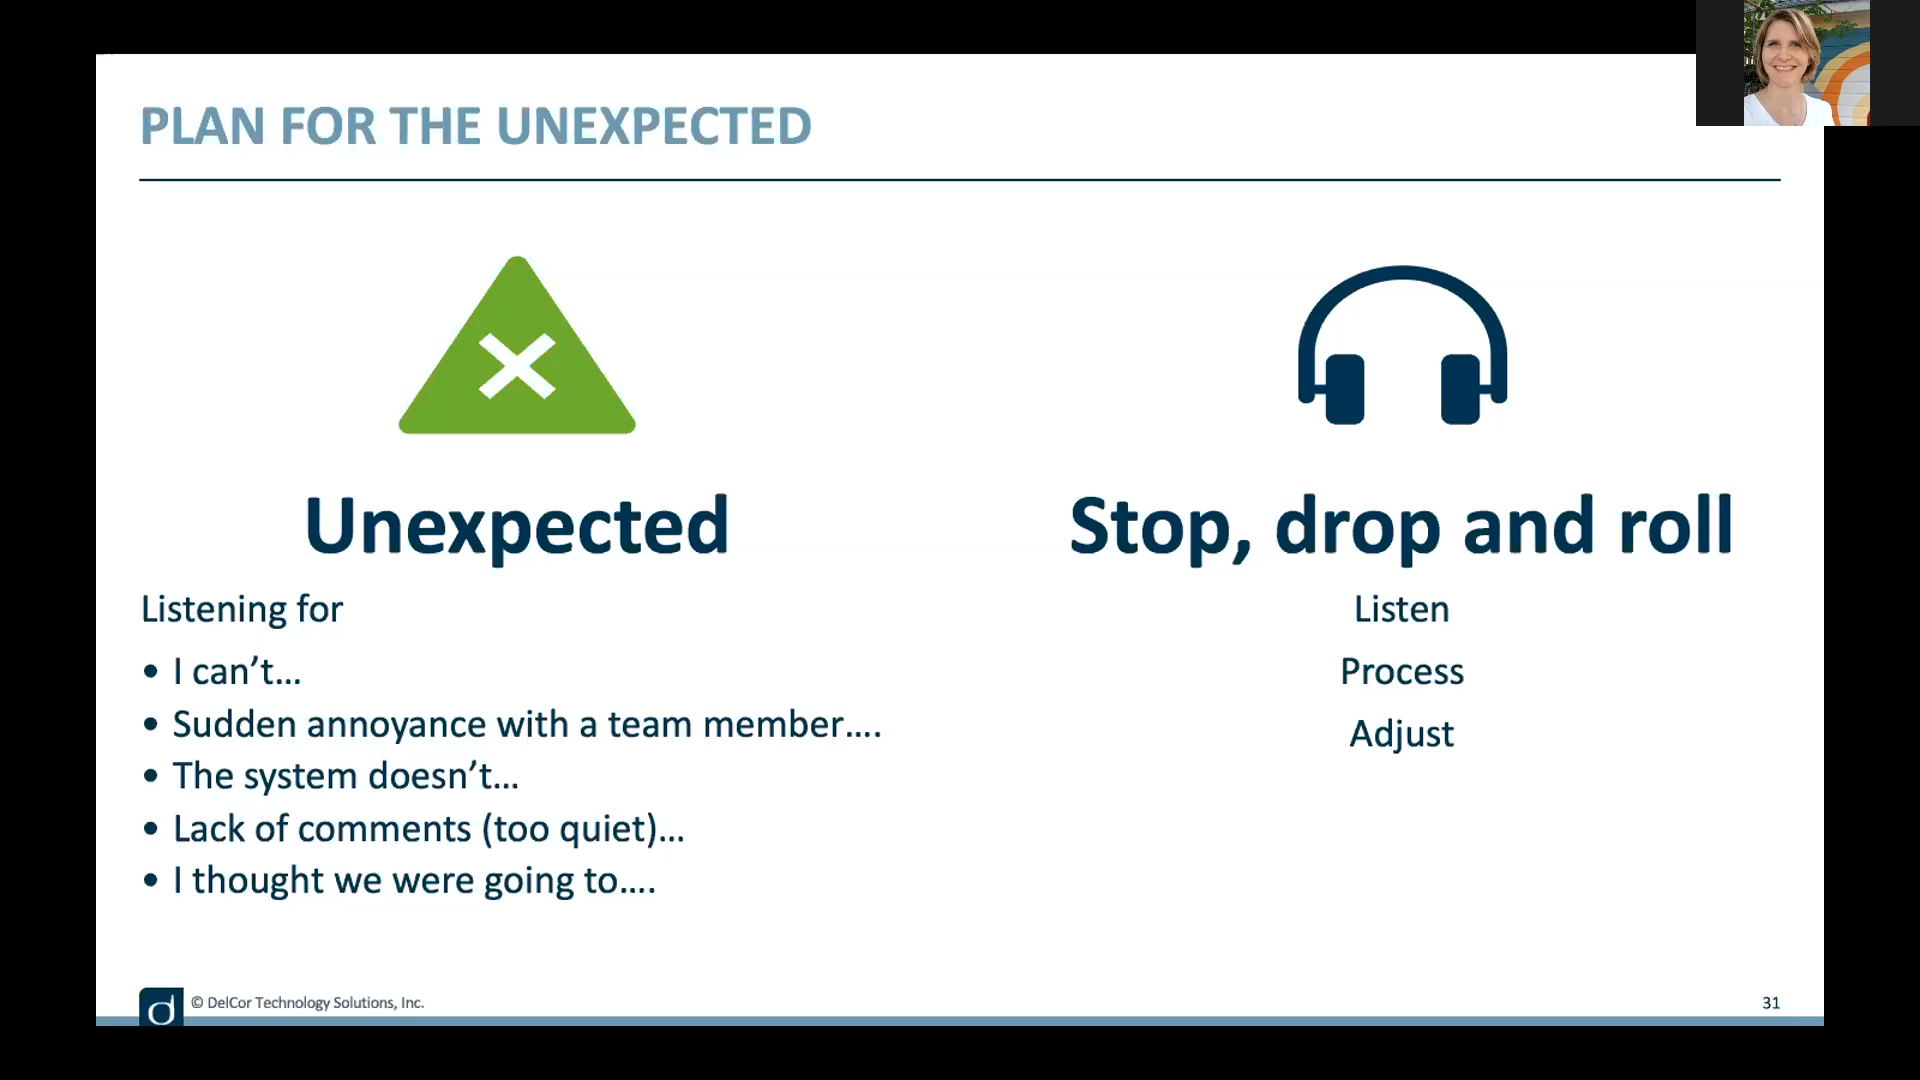 PLAN FOR THE UNEXPECTED
Unexpected
Listening for
• I can’t…
• Sudden annoyance with a team member….
• The system doesn’t…
• Lack of comments (too quiet)…
• I thought we were going to….
Stop, drop and roll
Listen
Process
Adjust
d
© DelCor Technology Solutions, Inc.
31